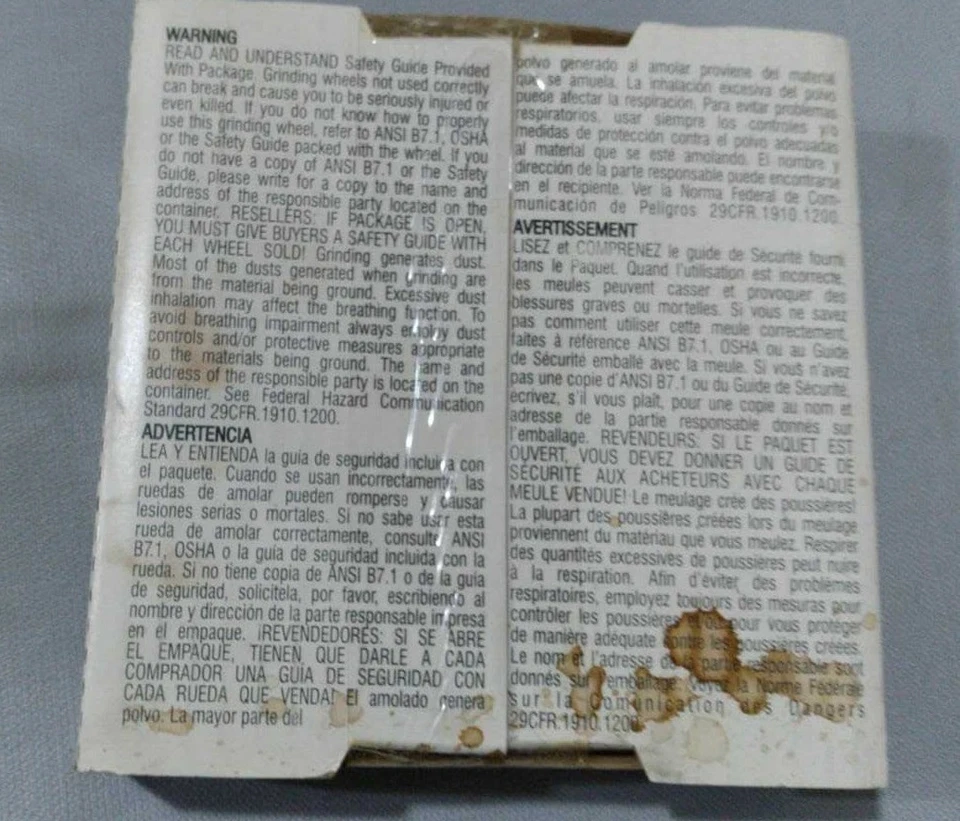 WARNING
READ AND UNDERSTAND Safety Guide Provided
With Package. Grinding wheels not used correctly
can break and cause you to be seriously injured or
even killed. If you do not know how to properly
use this grinding wheel, refer to ANSI B7.1, OSHA
or the Safety Guide packed with the wheel. If you
do not have a copy of ANSI B7.1 or the Safety
Guide, please write for a copy to the name and
address of the responsible party located on the
container. RESELLERS: IF PACKAGE IS OPEN,
YOU MUST GIVE BUYERS A SAFETY GUIDE WITH
EACH WHEEL SOLD! Grinding generates dust.
Most of the dusts generated when grinding are
from the material being ground. Excessive dust
inhalation may affect the breathing function. To
avoid breathing impairment always employ dust
controls and/or protective measures appropriate
to the materials being ground. The name and
address of the responsible party is located on the
container. See Federal Hazard Communication
Standard 29CFR.1910.1200.
ADVERTENCIA
LEA Y ENTIENDA la guía de seguridad incluida con
el paquete. Cuando se usan incorrectamente, las
ruedas de amolar pueden romperse y causar
lesiones serias o mortales. Si no sabe usar esta
rueda de amolar correctamente, consulte ANSI
B7.1, OSHA o la guía de seguridad incluida con la
rueda. Si no tiene copia de ANSI B7.1 o de la guía
de seguridad, solicítela, por favor, escribiendo al
nombre y dirección de la parte responsable impresa
en el empaque. ¡REVENDEDORES: SI SE ABRE
EL EMPAQUE, TIENEN QUE DARLE A CADA
COMPRADOR UNA GUÍA DE SEGURIDAD CON
CADA RUEDA QUE VENDA! El amolado genera
polvo. La mayor parte del
polvo generado al amolar proviene del material
que se amuela. La inhalación excesiva del polvo
puede afectar la respiración. Para evitar problemas
respiratorios, usar siempre los controles y/o
medidas de protección contra el polvo adecuadas
al material que se esté amolando. El nombre y
dirección de la parte responsable puede encontrarse
en el recipiente. Ver la Norma Federal de Com-
municación de Peligros 29CFR.1910.1200.
AVERTISSEMENT
LISEZ et COMPRENEZ le guide de Sécurité fourni
dans le Paquet. Quand l'utilisation est incorrecte,
les meules peuvent casser et provoquer des
blessures graves ou mortelles. Si vous ne savez
pas comment utiliser cette meule correctement,
faites à référence ANSI B7.1, OSHA ou au Guide
de Sécurité emballé avec la meule. Si vous n'avez
pas une copie d'ANSI B7.1 ou du Guide de Sécurité,
écrivez, s'il vous plaît, pour une copie au nom et
adresse de la partie responsable donnés sur
l'emballage. REVENDEURS: SI LE PAQUET EST
OUVERT, VOUS DEVEZ DONNER UN GUIDE DE
SÉCURITÉ AUX ACHETEURS AVEC CHAQUE
MEULE VENDUE! Le meulage crée des poussières!
La plupart des poussières créées lors du meulage
proviennent du matériau que vous meulez. Respirer
des quantités excessives de poussières peut nuire
à la respiration. Afin d'éviter des problèmes
respiratoires, employez toujours des mesures pour
contrôler les poussières et/ou pour vous protéger
de manière adéquate contre les poussières créées.
Le nom et l'adresse de la partie responsable sont
donnés sur l'emballage. Voyez la Norme Fédérale
sur la Communication des Dangers
29CFR.1910.1200